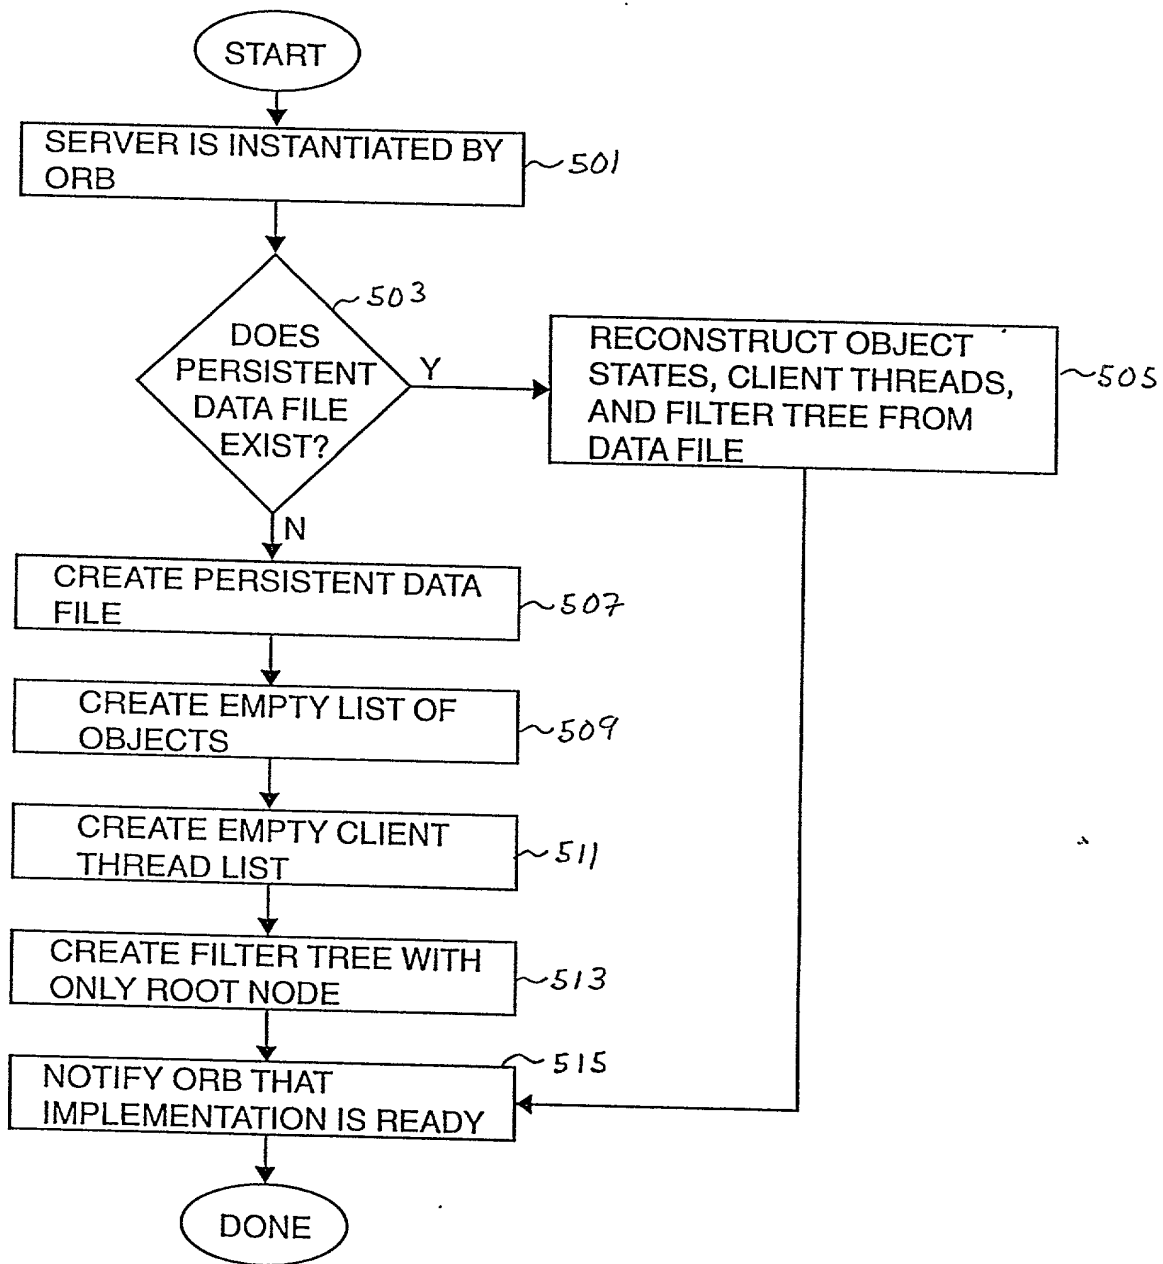 START
SERVER IS INSTANTIATED BY
ORB
501
503
DOES
PERSISTENT
DATA FILE
EXIST?
Y
RECONSTRUCT OBJECT
STATES, CLIENT THREADS,
AND FILTER TREE FROM
DATA FILE
505
N
CREATE PERSISTENT DATA
FILE
507
CREATE EMPTY LIST OF
OBJECTS
509
CREATE EMPTY CLIENT
THREAD LIST
511
CREATE FILTER TREE WITH
ONLY ROOT NODE
513
515
NOTIFY ORB THAT
IMPLEMENTATION IS READY
DONE